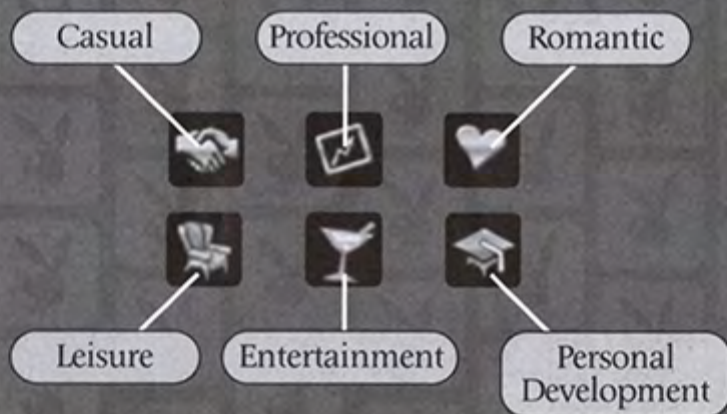 Casual
Professional
Romantic
Leisure
Entertainment
Personal
Development